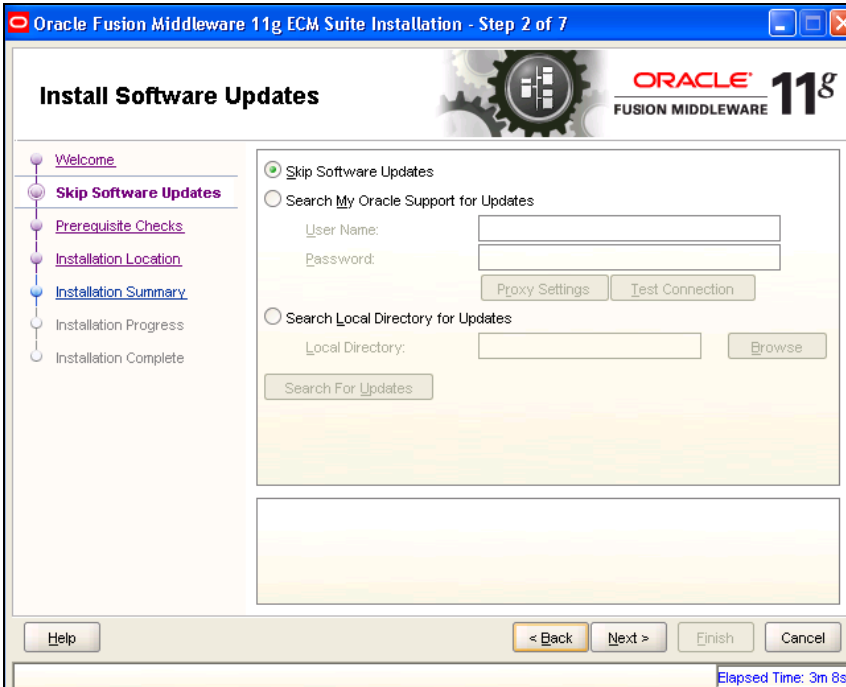 Oracle Fusion Middleware 11g ECM Suite Installation - Step 2 of 7
Install Software Updates
ORACLE
FUSION MIDDLEWARE 11g
Welcome
Skip Software Updates
Prerequisite Checks
Installation Location
Installation Summary
Installation Progress
Installation Complete
Skip Software Updates
Search My Oracle Support for Updates
User Name:
Password:
Proxy Settings Test Connection
Search Local Directory for Updates
Local Directory: Browse
Search For Updates
Help < Back Next > Finish Cancel
Elapsed Time: 3m 8s